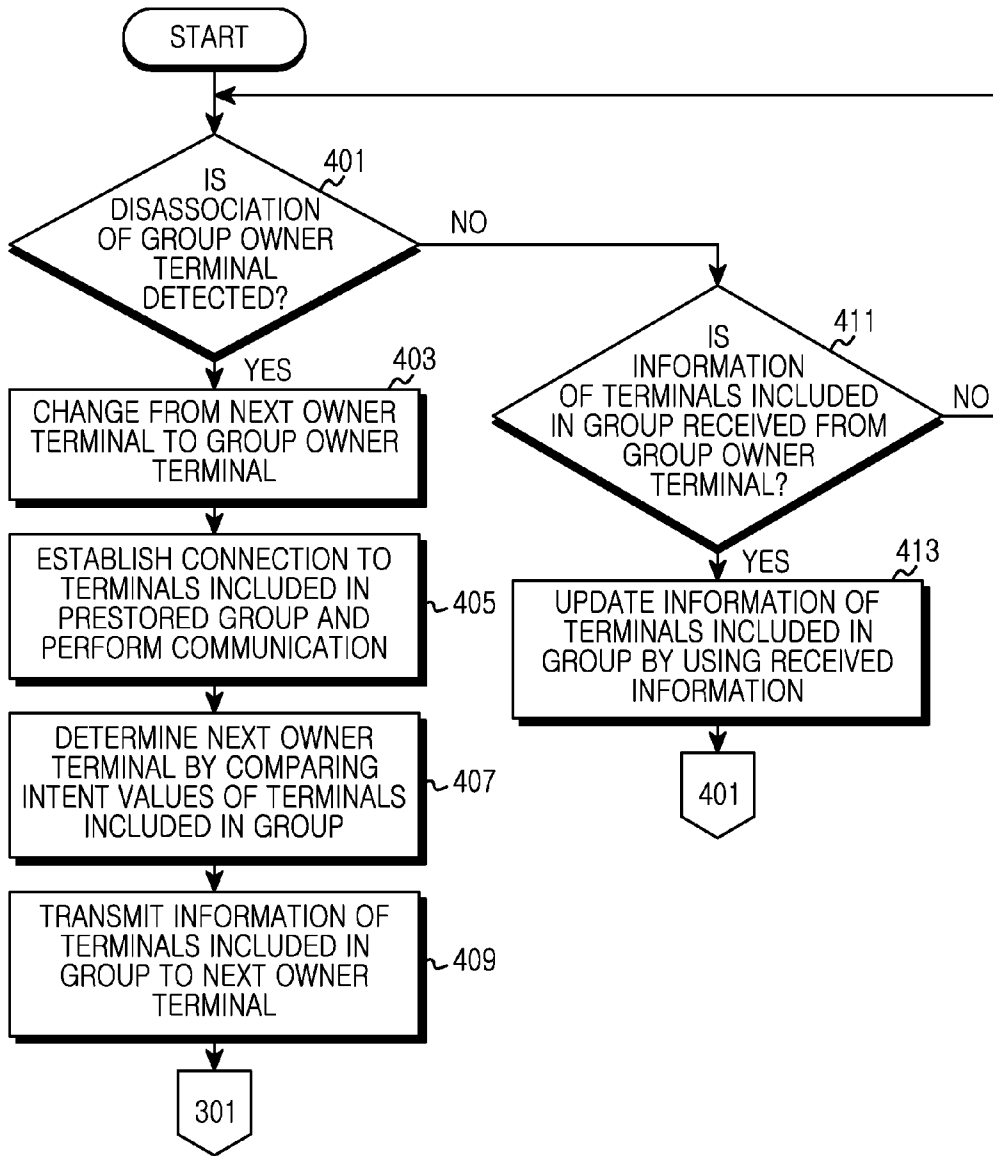 START
401
IS
DISASSOCIATION
OF GROUP OWNER
TERMINAL
DETECTED?
NO
YES
403
CHANGE FROM NEXT OWNER
TERMINAL TO GROUP OWNER
TERMINAL
ESTABLISH CONNECTION TO
TERMINALS INCLUDED IN
PRESTORED GROUP AND
PERFORM COMMUNICATION
405
DETERMINE NEXT OWNER
TERMINAL BY COMPARING
INTENT VALUES OF TERMINALS
INCLUDED IN GROUP
407
TRANSMIT INFORMATION OF
TERMINALS INCLUDED IN
GROUP TO NEXT OWNER
TERMINAL
409
301
411
IS
INFORMATION
OF TERMINALS INCLUDED
IN GROUP RECEIVED FROM
GROUP OWNER
TERMINAL?
NO
YES
413
UPDATE INFORMATION OF
TERMINALS INCLUDED IN
GROUP BY USING RECEIVED
INFORMATION
401